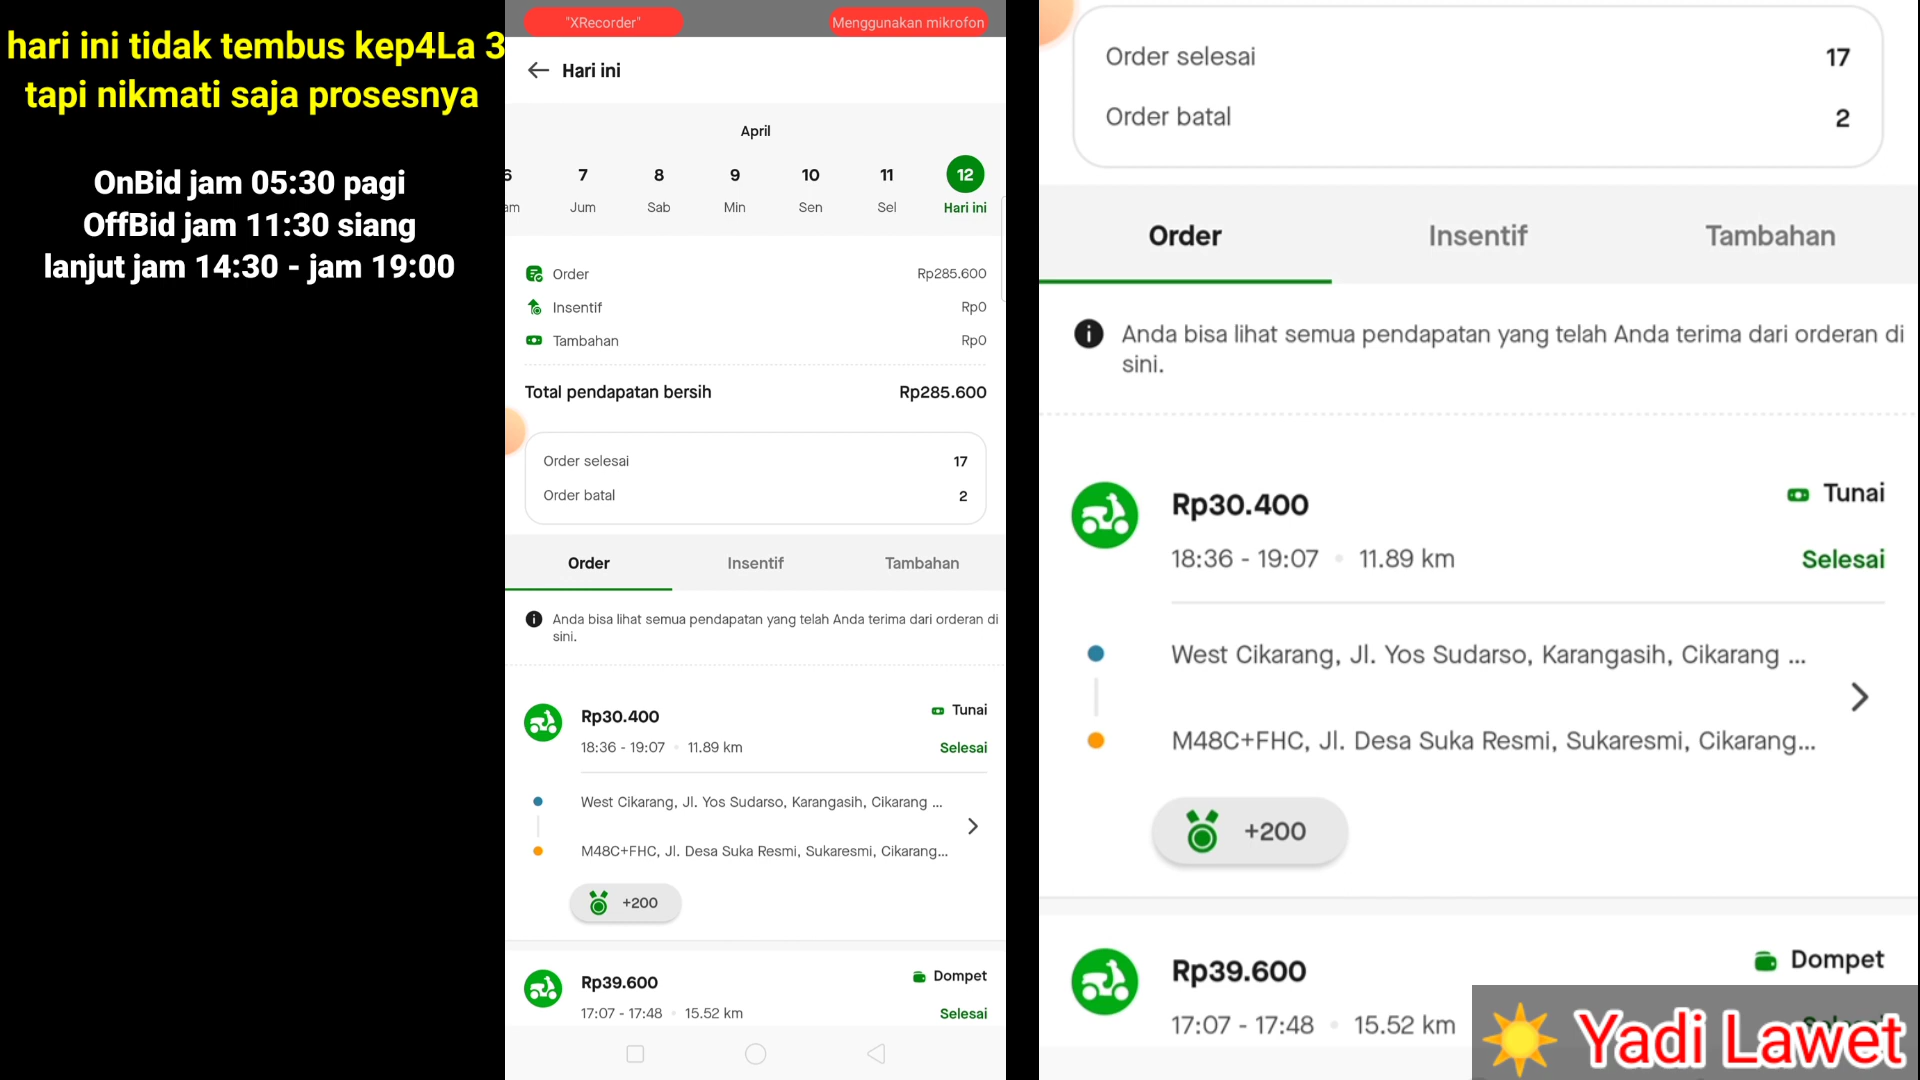 hari ini tidak tembus kep4La 3
tapi nikmati saja prosesnya
OnBid jam 05:30 pagi
OffBid jam 11:30 siang
lanjut jam 14:30 - jam 19:00
"XRecorder"
Menggunakan mikrofon
Hari ini
April
6 7 8 9 10 11 12
am Jum Sab Min Sen Sel Hari ini
Order Rp285.600
Insentif Rp0
Tambahan Rp0
Total pendapatan bersih Rp285.600
Order selesai 17
Order batal 2
Order Insentif Tambahan
Anda bisa lihat semua pendapatan yang telah Anda terima dari orderan di
sini.
Rp30.400 Tunai
18:36 - 19:07 • 11.89 km Selesai
West Cikarang, Jl. Yos Sudarso, Karangasih, Cikarang ...
M48C+FHC, Jl. Desa Suka Resmi, Sukaresmi, Cikarang...
+200
Rp39.600 Dompet
17:07 - 17:48 • 15.52 km Selesai
Order selesai 17
Order batal 2
Order Insentif Tambahan
Anda bisa lihat semua pendapatan yang telah Anda terima dari orderan di
sini.
Rp30.400 Tunai
18:36 - 19:07 • 11.89 km Selesai
West Cikarang, Jl. Yos Sudarso, Karangasih, Cikarang ...
M48C+FHC, Jl. Desa Suka Resmi, Sukaresmi, Cikarang...
+200
Rp39.600 Dompet
17:07 - 17:48 • 15.52 km
Yadi Lawet